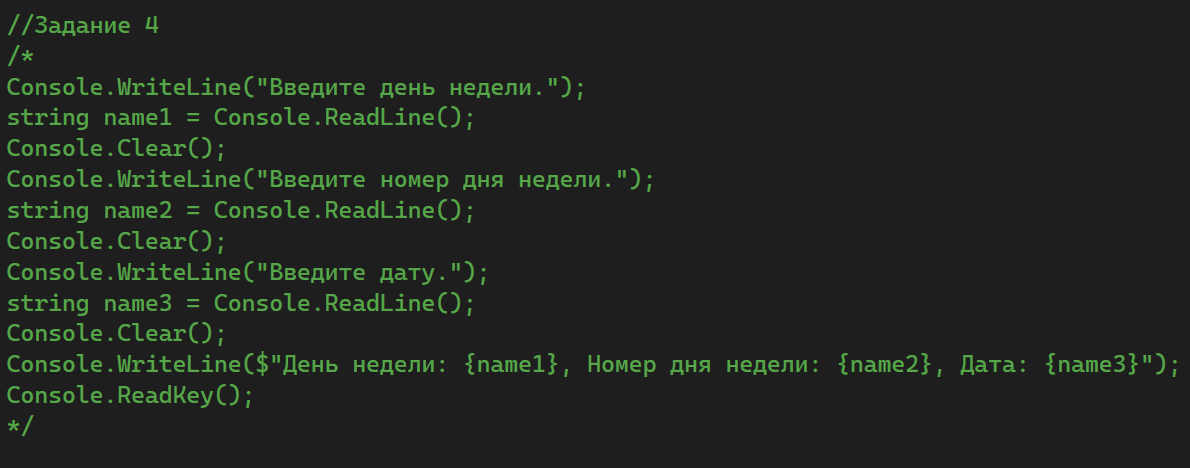 //Задание 4
/*
Console.WriteLine("Введите день недели.");
string name1 = Console.ReadLine();
Console.Clear();
Console.WriteLine("Введите номер дня недели.");
string name2 = Console.ReadLine();
Console.Clear();
Console.WriteLine("Введите дату.");
string name3 = Console.ReadLine();
Console.Clear();
Console.WriteLine($"День недели: {name1}, Номер дня недели: {name2}, Дата: {name3}");
Console.ReadKey();
*/